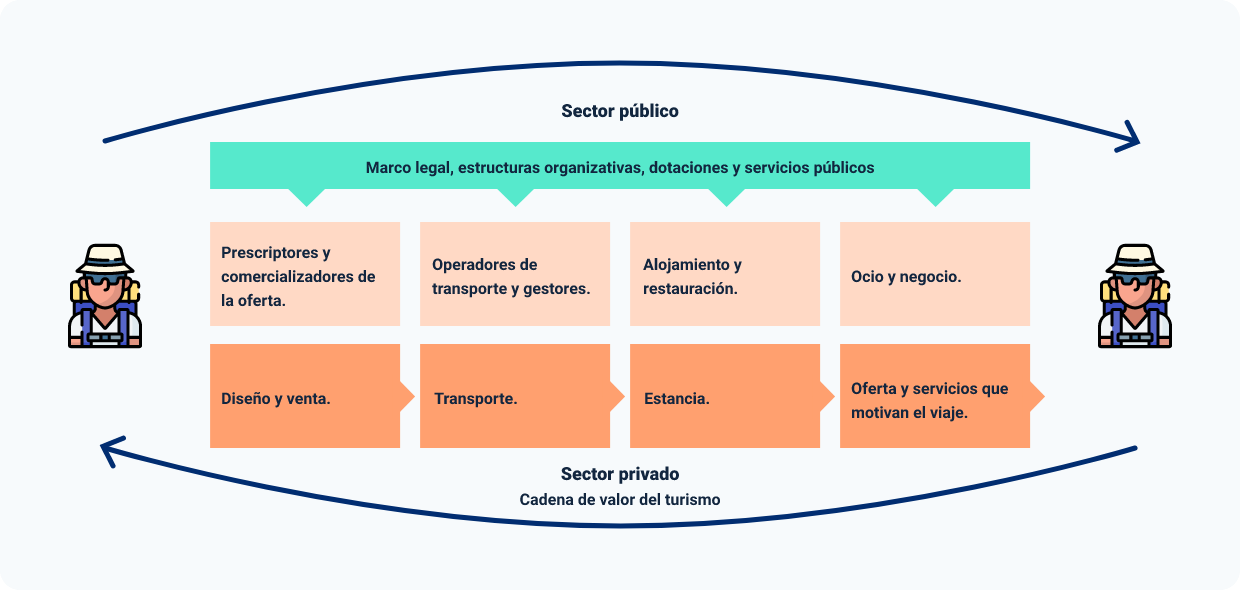 Sector público
Marco legal, estructuras organizativas, dotaciones y servicios públicos
Prescriptores y
comercializadores de
la oferta.
Operadores de
transporte y gestores.
Alojamiento y
restauración.
Ocio y negocio.
Diseño y venta.
Transporte.
Estancia.
Oferta y servicios que
motivan el viaje.
Sector privado
Cadena de valor del turismo